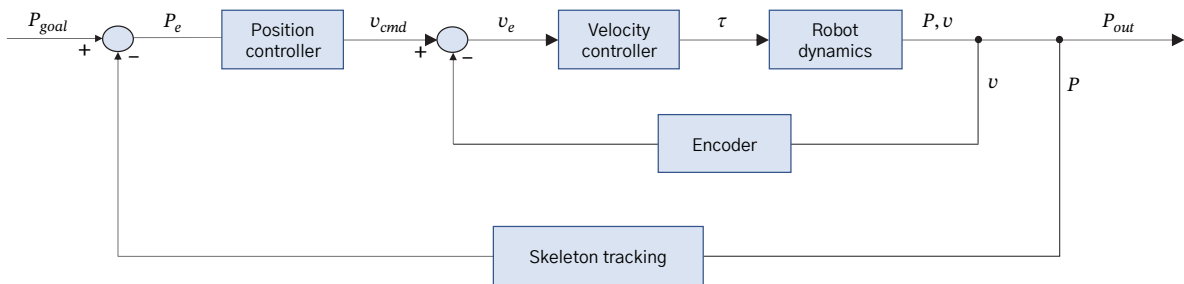 P_goal
+
−
P_e
Position
controller
v_cmd
+
−
v_e
Velocity
controller
τ
Robot
dynamics
P, v
P_out
v
P
Encoder
Skeleton tracking